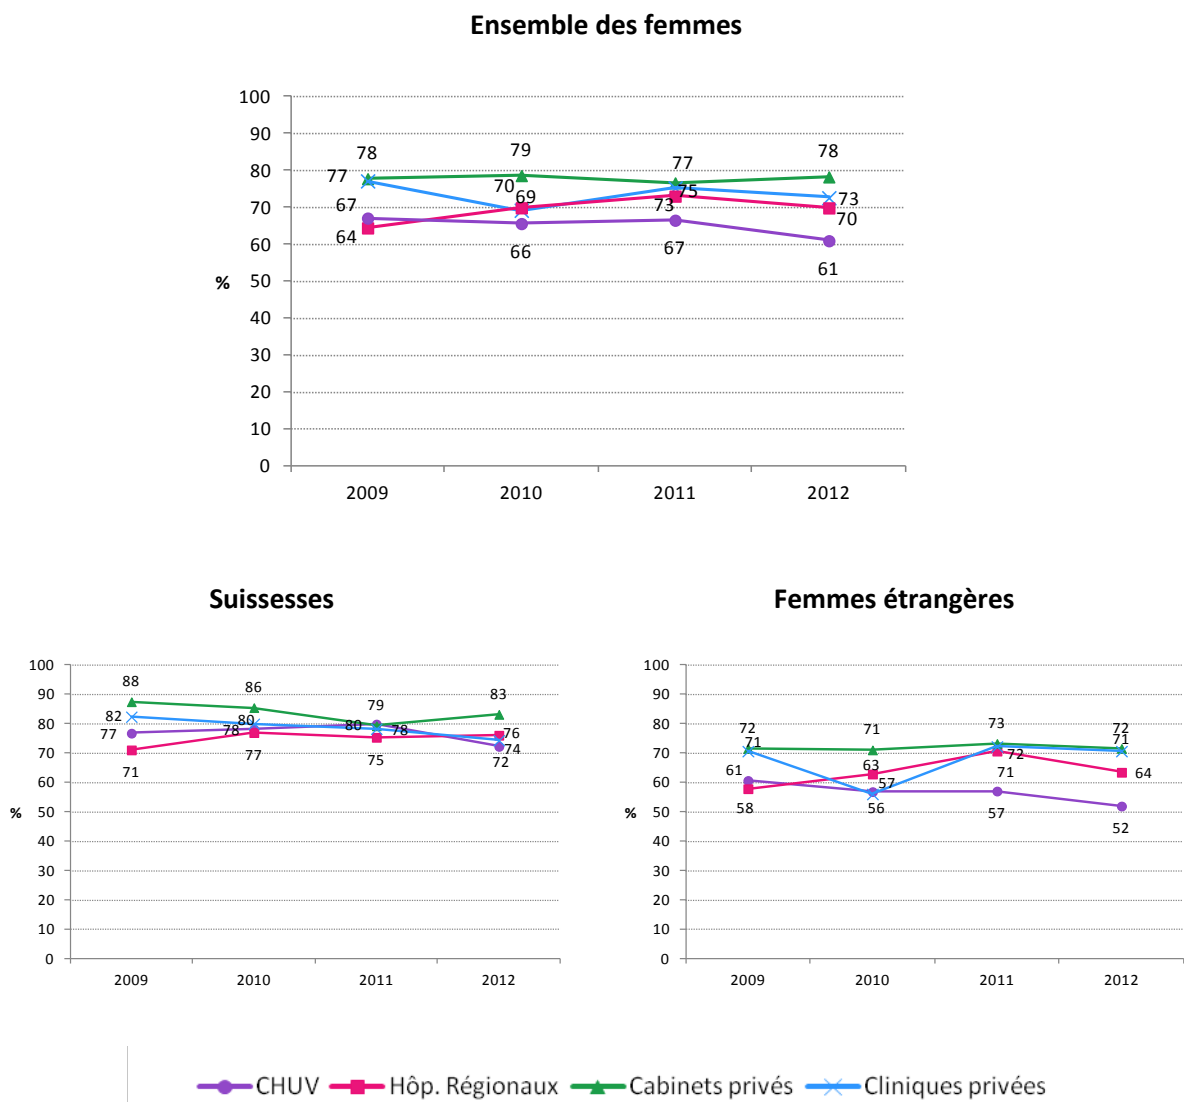 Ensemble des femmes
100
90
80
70
60
50
40
30
20
10
0
%
78 79 77 78
77 70 69 75 73
67 73 70
64 66 67 61
2009 2010 2011 2012
Suissesses
100
90
80
70
60
50
40
30
20
10
0
%
88 86 79 83
82 80 80 78 76
77 78 74
71 77 75 72
2009 2010 2011 2012
Femmes étrangères
100
90
80
70
60
50
40
30
20
10
0
%
72 71 73 72
71 63 72 71
61 57 71 64
58 56 57 52
2009 2010 2011 2012
CHUV Hôp. Régionaux Cabinets privés Cliniques privées